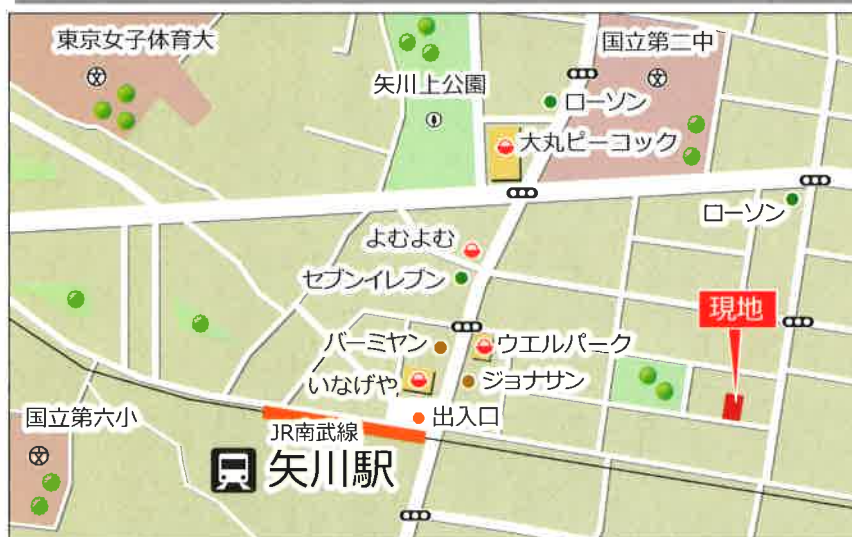 東京女子体育大
国立第二中
矢川上公園
ローソン
大丸ピーコック
ローソン
よむよむ
セブンイレブン
現地
バーミヤン
ウエルパーク
いなげや
ジョナサン
国立第六小
出入口
JR南武線
矢川駅